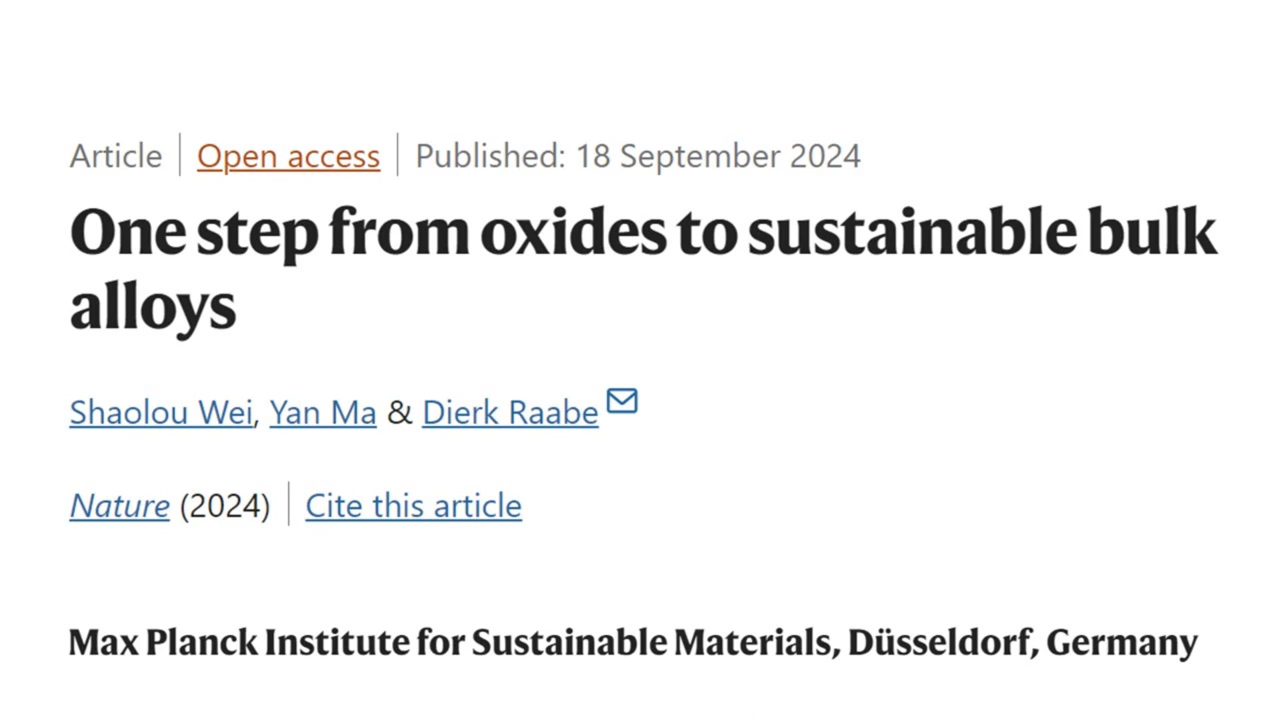 Article | Open access | Published: 18 September 2024
One step from oxides to sustainable bulk
alloys
Shaolou Wei, Yan Ma & Dierk Raabe
Nature (2024) | Cite this article
Max Planck Institute for Sustainable Materials, Düsseldorf, Germany